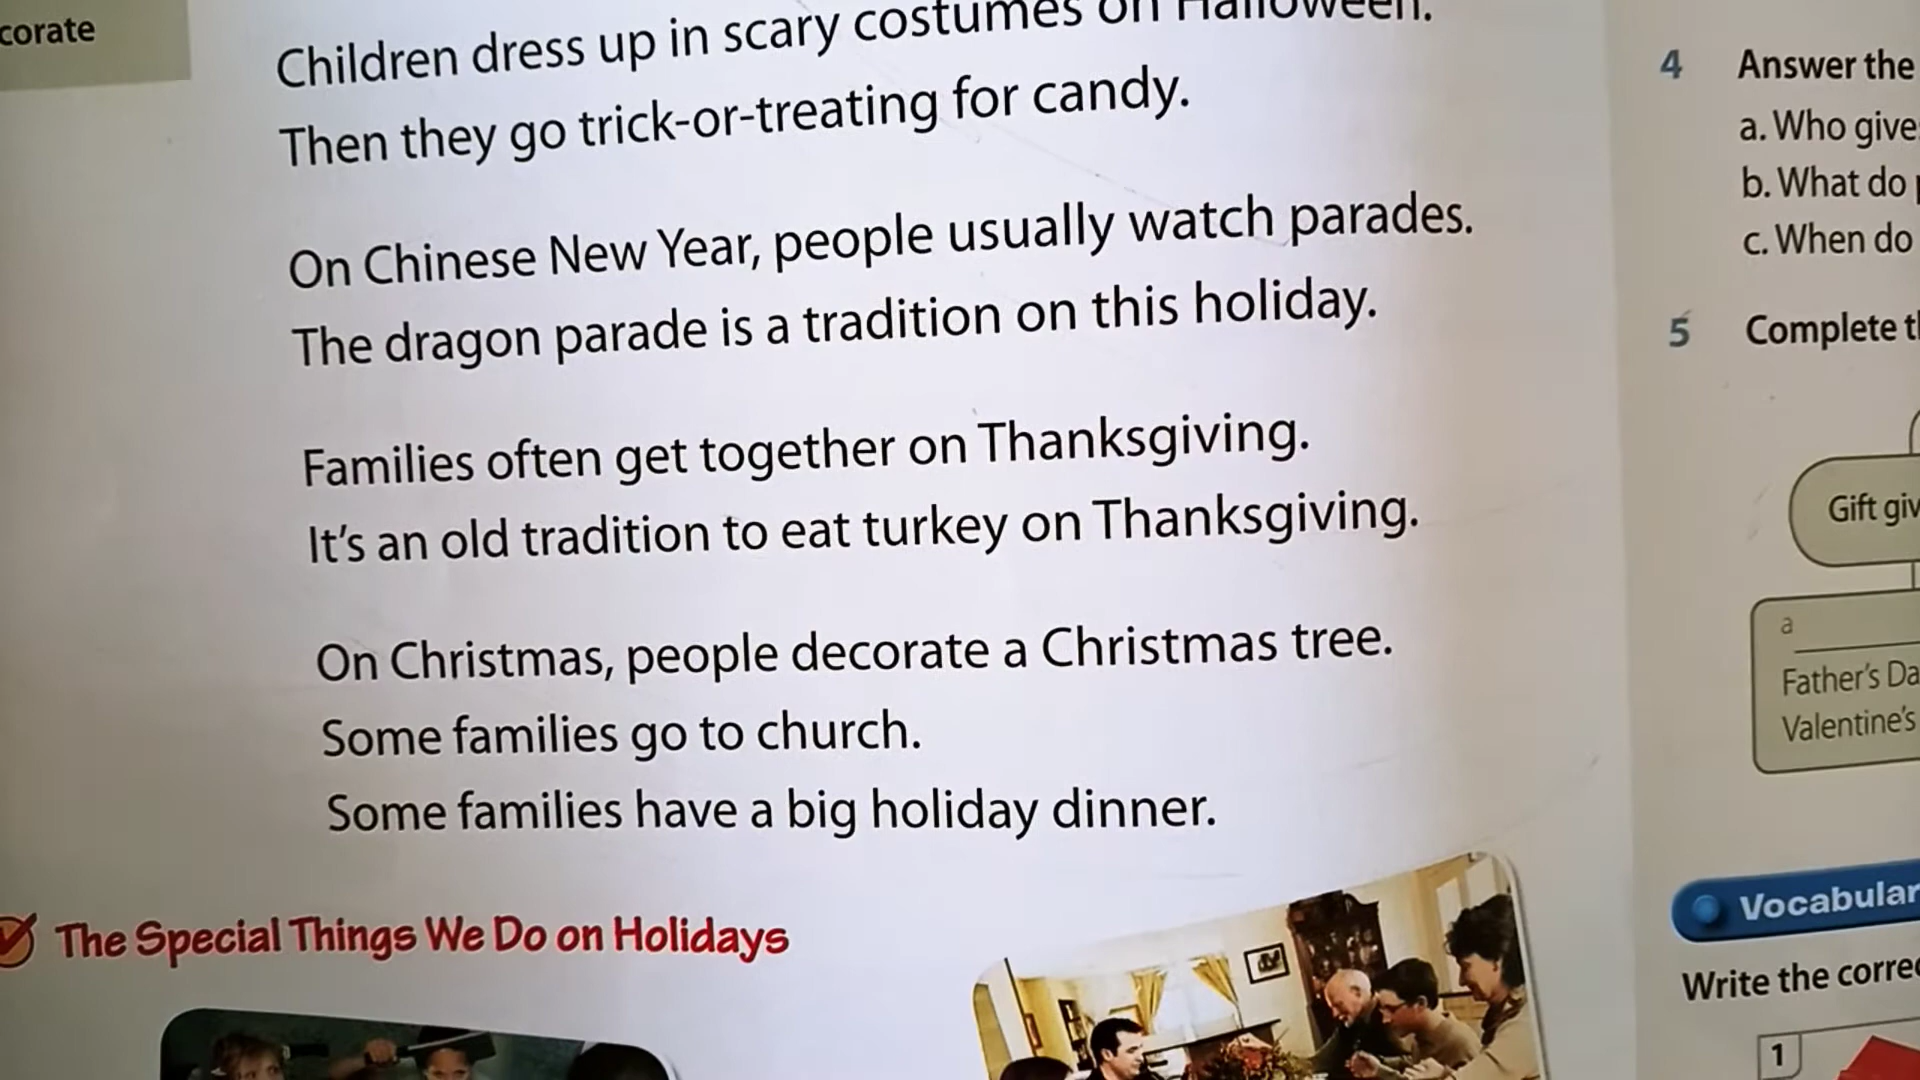 corate
Children dress up in scary costumes on Halloween.
Then they go trick-or-treating for candy.
On Chinese New Year, people usually watch parades.
The dragon parade is a tradition on this holiday.
Families often get together on Thanksgiving.
It's an old tradition to eat turkey on Thanksgiving.
On Christmas, people decorate a Christmas tree.
Some families go to church.
Some families have a big holiday dinner.
The Special Things We Do on Holidays
4 Answer the
a. Who give
b. What do
c. When do
5 Complete t
Gift giv
a
Father's Da
Valentine's
Vocabular
Write the corre
1